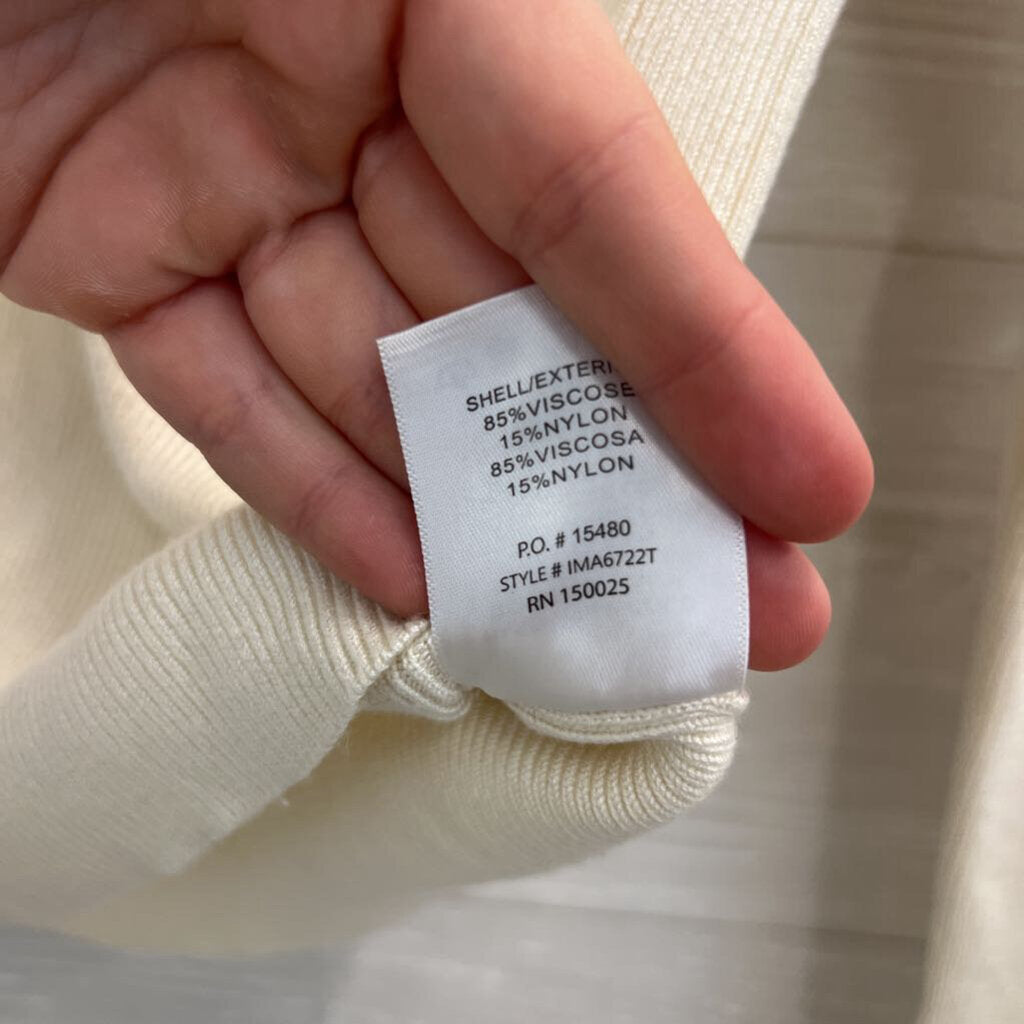 SHELL/EXTERI
85%VISCOSE
15%NYLON
85%VISCOSA
15%NYLON
P.O. # 15480
STYLE # IMA6722T
RN 150025